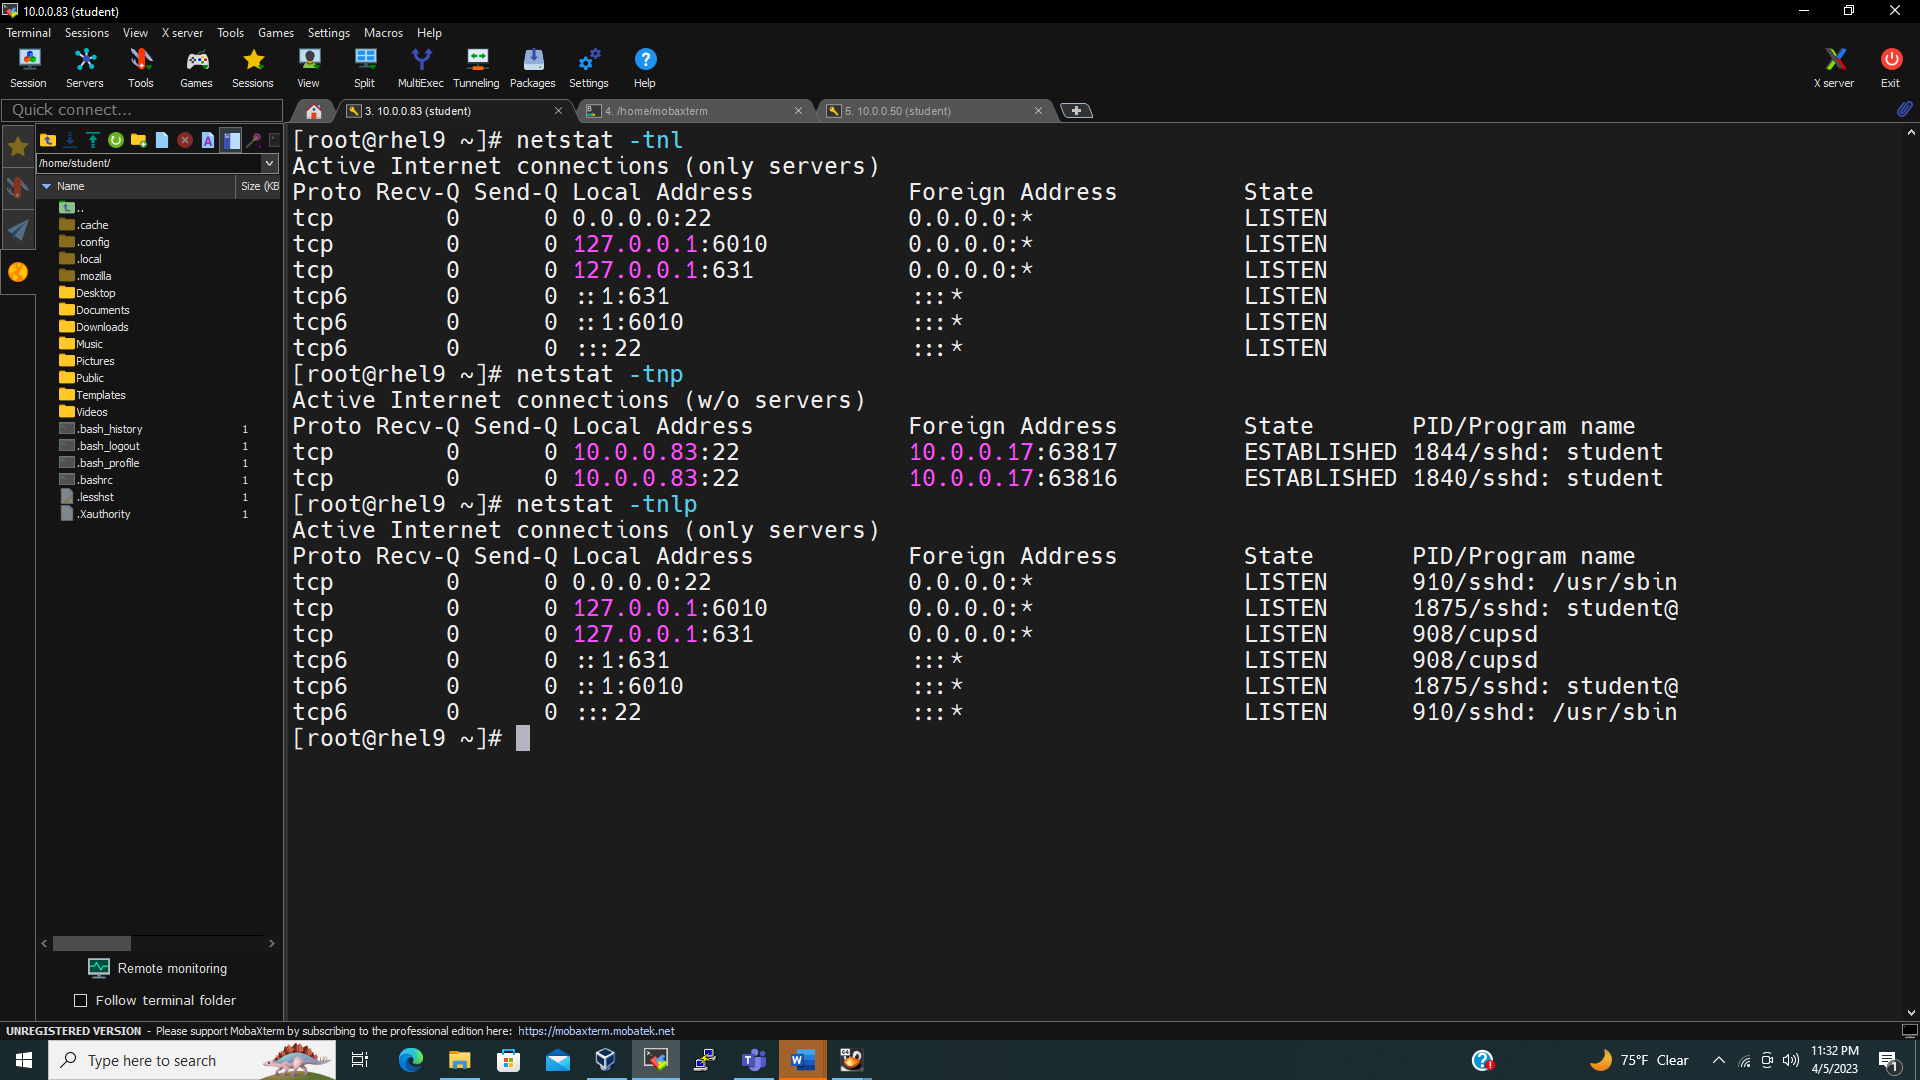 10.0.0.83 (student)
Terminal Sessions View X server Tools Games Settings Macros Help
Session Servers Tools Games Sessions View Split MultiExec Tunneling Packages Settings Help X server Exit
Quick connect...
3. 10.0.0.83 (student)
4. /home/mobaxterm
5. 10.0.0.50 (student)
/home/student/
Name Size (KB
..
.cache
.config
.local
.mozilla
Desktop
Documents
Downloads
Music
Pictures
Public
Templates
Videos
.bash_history 1
.bash_logout 1
.bash_profile 1
.bashrc 1
.lesshst 1
.Xauthority 1
Remote monitoring
Follow terminal folder
[root@rhel9 ~]# netstat -tnl
Active Internet connections (only servers)
Proto Recv-Q Send-Q Local Address Foreign Address State
tcp 0 0 0.0.0.0:22 0.0.0.0:* LISTEN
tcp 0 0 127.0.0.1:6010 0.0.0.0:* LISTEN
tcp 0 0 127.0.0.1:631 0.0.0.0:* LISTEN
tcp6 0 0 ::1:631 :::* LISTEN
tcp6 0 0 ::1:6010 :::* LISTEN
tcp6 0 0 :::22 :::* LISTEN
[root@rhel9 ~]# netstat -tnp
Active Internet connections (w/o servers)
Proto Recv-Q Send-Q Local Address Foreign Address State PID/Program name
tcp 0 0 10.0.0.83:22 10.0.0.17:63817 ESTABLISHED 1844/sshd: student
tcp 0 0 10.0.0.83:22 10.0.0.17:63816 ESTABLISHED 1840/sshd: student
[root@rhel9 ~]# netstat -tnlp
Active Internet connections (only servers)
Proto Recv-Q Send-Q Local Address Foreign Address State PID/Program name
tcp 0 0 0.0.0.0:22 0.0.0.0:* LISTEN 910/sshd: /usr/sbin
tcp 0 0 127.0.0.1:6010 0.0.0.0:* LISTEN 1875/sshd: student@
tcp 0 0 127.0.0.1:631 0.0.0.0:* LISTEN 908/cupsd
tcp6 0 0 ::1:631 :::* LISTEN 908/cupsd
tcp6 0 0 ::1:6010 :::* LISTEN 1875/sshd: student@
tcp6 0 0 :::22 :::* LISTEN 910/sshd: /usr/sbin
[root@rhel9 ~]#
UNREGISTERED VERSION - Please support MobaXterm by subscribing to the professional edition here: https://mobaxterm.mobatek.net
Type here to search
75°F Clear
11:32 PM
4/5/2023
1